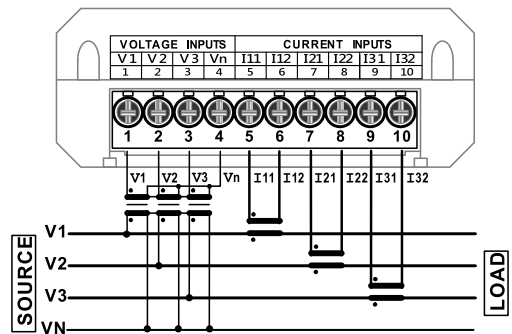 VOLTAGE INPUTS CURRENT INPUTS
V1 V2 V3 Vn I11 I12 I21 I22 I31 I32
1 2 3 4 5 6 7 8 9 10
1 2 3 4 5 6 7 8 9 10
V1 V2 V3 Vn I11 I12 I21 I22 I31 I32
V1
V2
V3
VN
SOURCE
LOAD